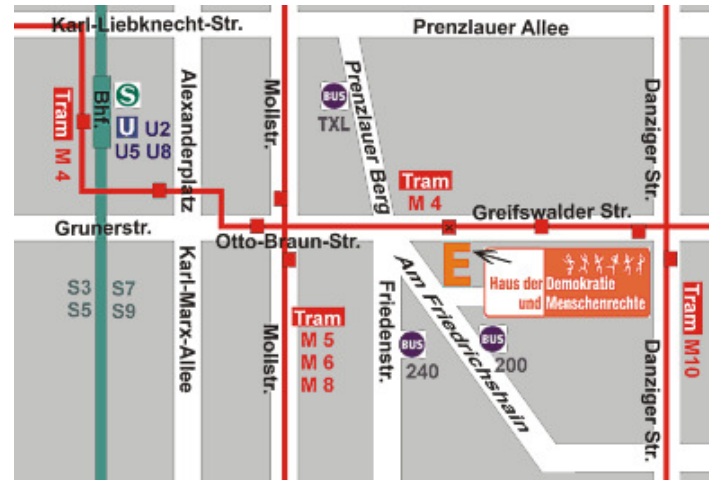 Karl-Liebknecht-Str.
Prenzlauer Allee
Tram M 4
Bhf.
S
U U2
U5 U8
Alexanderplatz
Mollstr.
BUS
TXL
Prenzlauer Berg
Danziger Str.
Tram
M 4
Greifswalder Str.
Grunerstr.
Otto-Braun-Str.
E
Haus der Demokratie
und Menschenrechte
S3 S7
S5 S9
Karl-Marx-Allee
Mollstr.
Tram
M 5
M 6
M 8
Friedenstr.
BUS
240
Am Friedrichshain
BUS
200
Danziger Str.
Tram M10